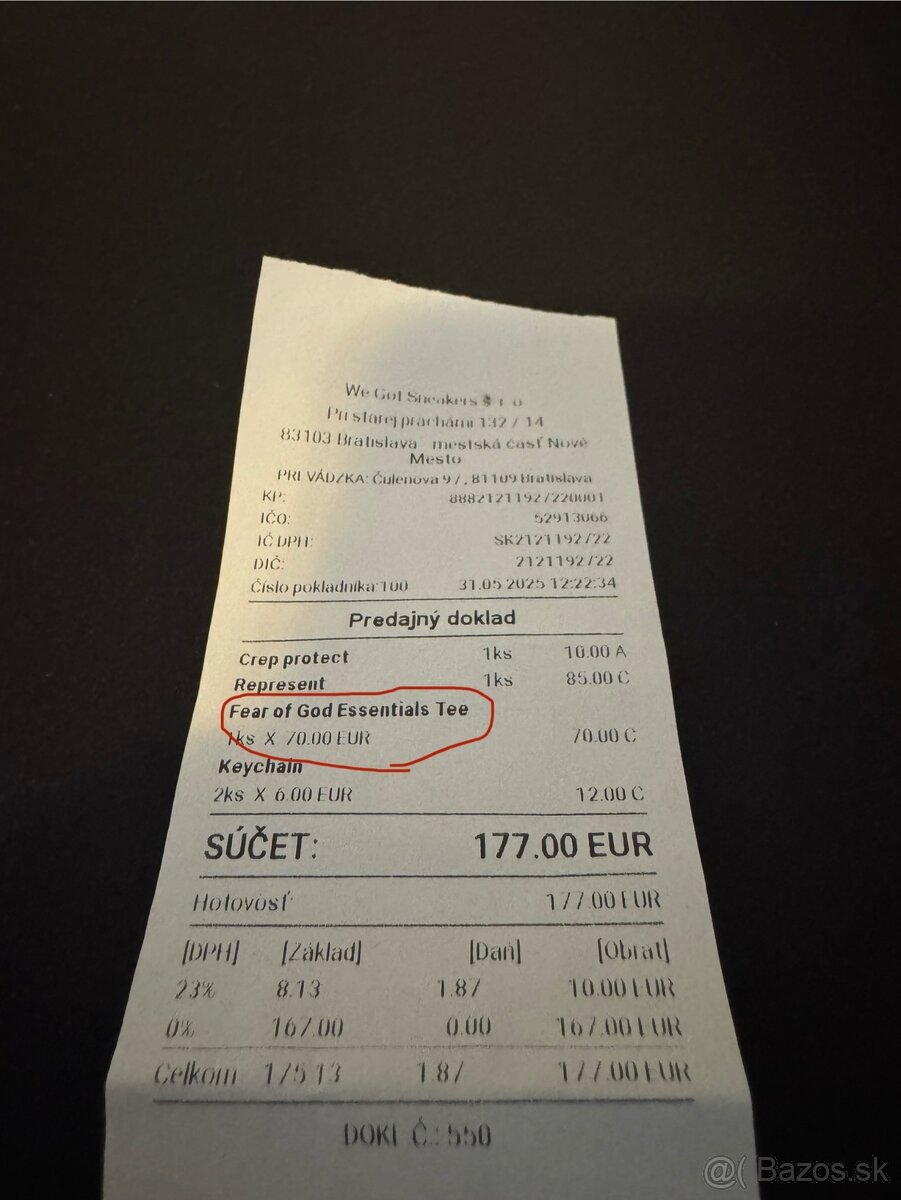 We Got Sneakers s r o
Pri starej prachárni 132 / 14
83103 Bratislava mestská časť Nové
Mesto
PREVÁDZKA: Čulenova 97, 81109 Bratislava
KP: 88821211927220001
IČO: 52913066
IČ DPH: SK2121192722
DIČ: 2121192722
Číslo pokladníka:100 31.05.2025 12:22:34
Predajný doklad
Crep protect 1ks 10.00 A
Represent 1ks 85.00 C
Fear of God Essentials Tee
1ks X 70.00 EUR 70.00 C
Keychain
2ks X 6.00 EUR 12.00 C
SÚČET: 177.00 EUR
Hotovosť 177.00 EUR
[DPH] [Základ] [Daň] [Obrat]
23% 8.13 1.87 10.00 EUR
0% 167.00 0.00 167.00 EUR
Celkom 175.13 1.87 177.00 EUR
DOKL.Č.: 550
@( Bazos.sk